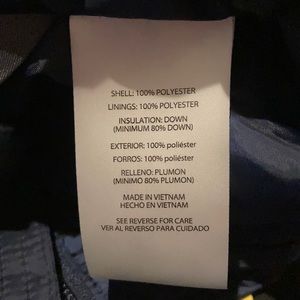 SHELL: 100% POLYESTER
LININGS: 100% POLYESTER
INSULATION: DOWN
(MINIMUM 80% DOWN)
EXTERIOR: 100% poliéster
FORROS: 100% poliéster
RELLENO: PLUMON
(MINIMO 80% PLUMON)
MADE IN VIETNAM
HECHO EN VIETNAM
SEE REVERSE FOR CARE
VER AL REVERSO PARA CUIDADO